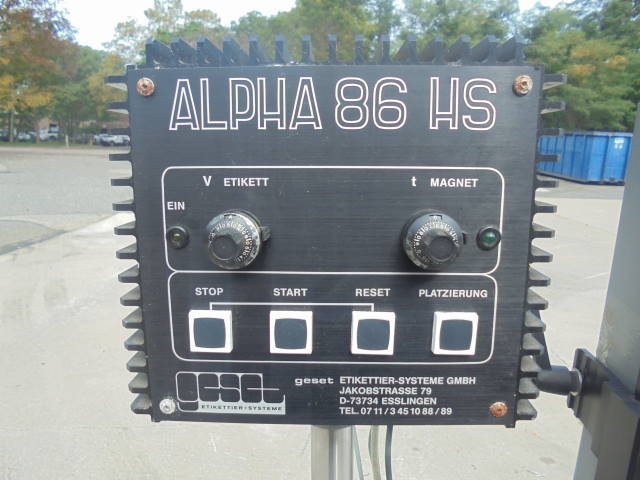 ALPHA 86 HS
V ETIKETT
t MAGNET
EIN
STOP START RESET PLATZIERUNG
geset
ETIKETTIER-SYSTEME
geset ETIKETTIER-SYSTEME GMBH
JAKOBSTRASSE 79
D-73734 ESSLINGEN
TEL. 07 11 / 3 45 10 88 / 89